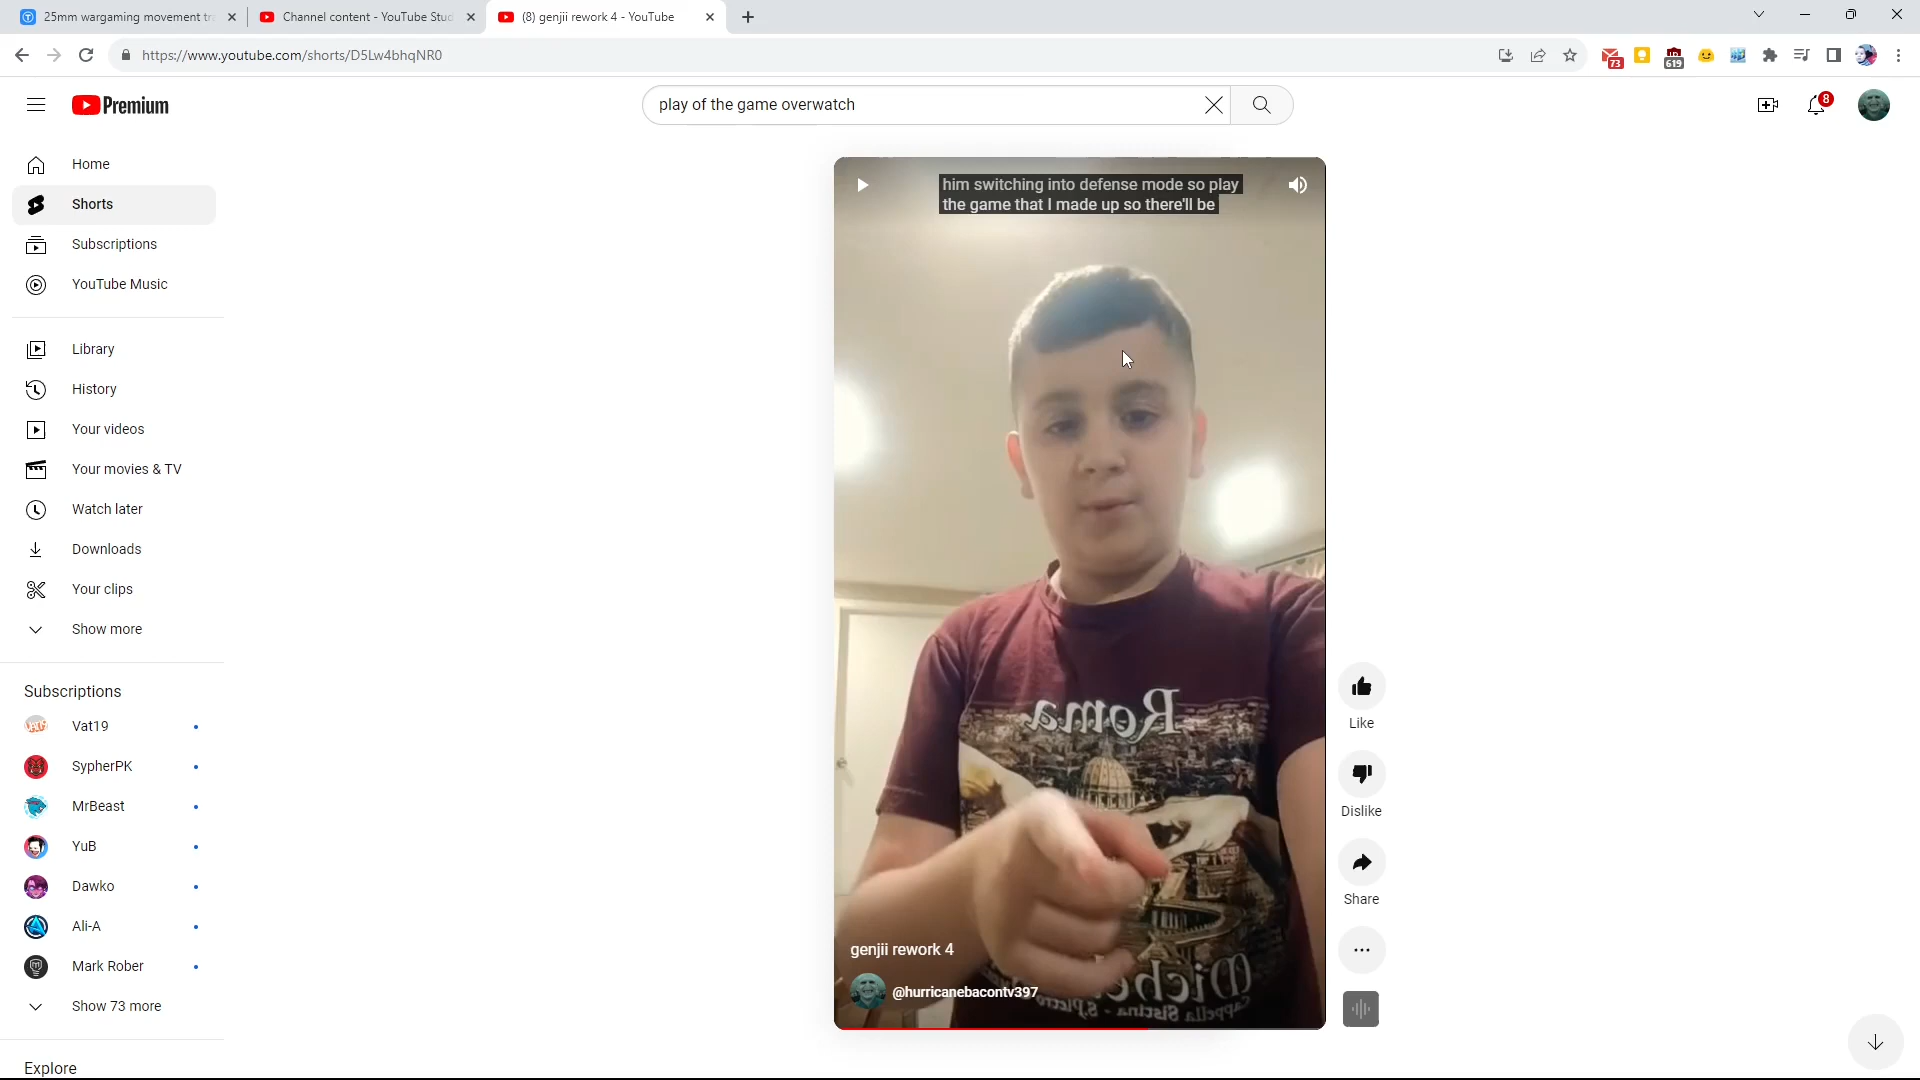 25mm wargaming movement tr
Channel content - YouTube Stud
(8) genjii rework 4 - YouTube
https://www.youtube.com/shorts/D5Lw4bhqNR0
73
619
Premium
play of the game overwatch
8
Home
Shorts
Subscriptions
YouTube Music
Library
History
Your videos
Your movies & TV
Watch later
Downloads
Your clips
Show more
Subscriptions
Vat19
SypherPK
MrBeast
YuB
Dawko
Ali-A
Mark Rober
Show 73 more
Explore
him switching into defense mode so play
the game that I made up so there'll be
Roma
genjii rework 4
@hurricanebacontv397
Like
Dislike
Share